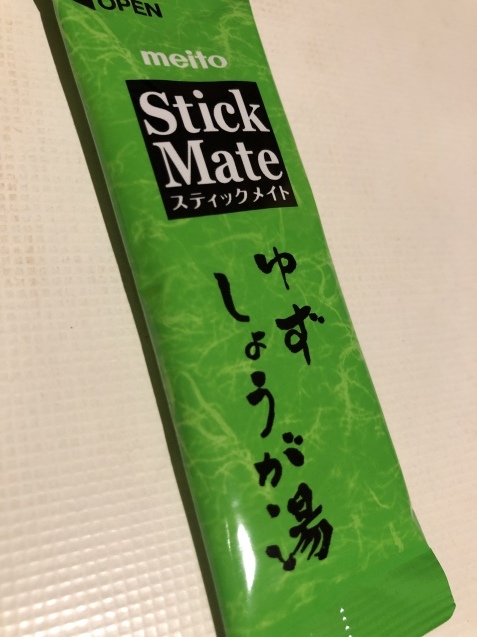 OPEN
meito
Stick
Mate
スティックメイト
ゆず
しょうが湯